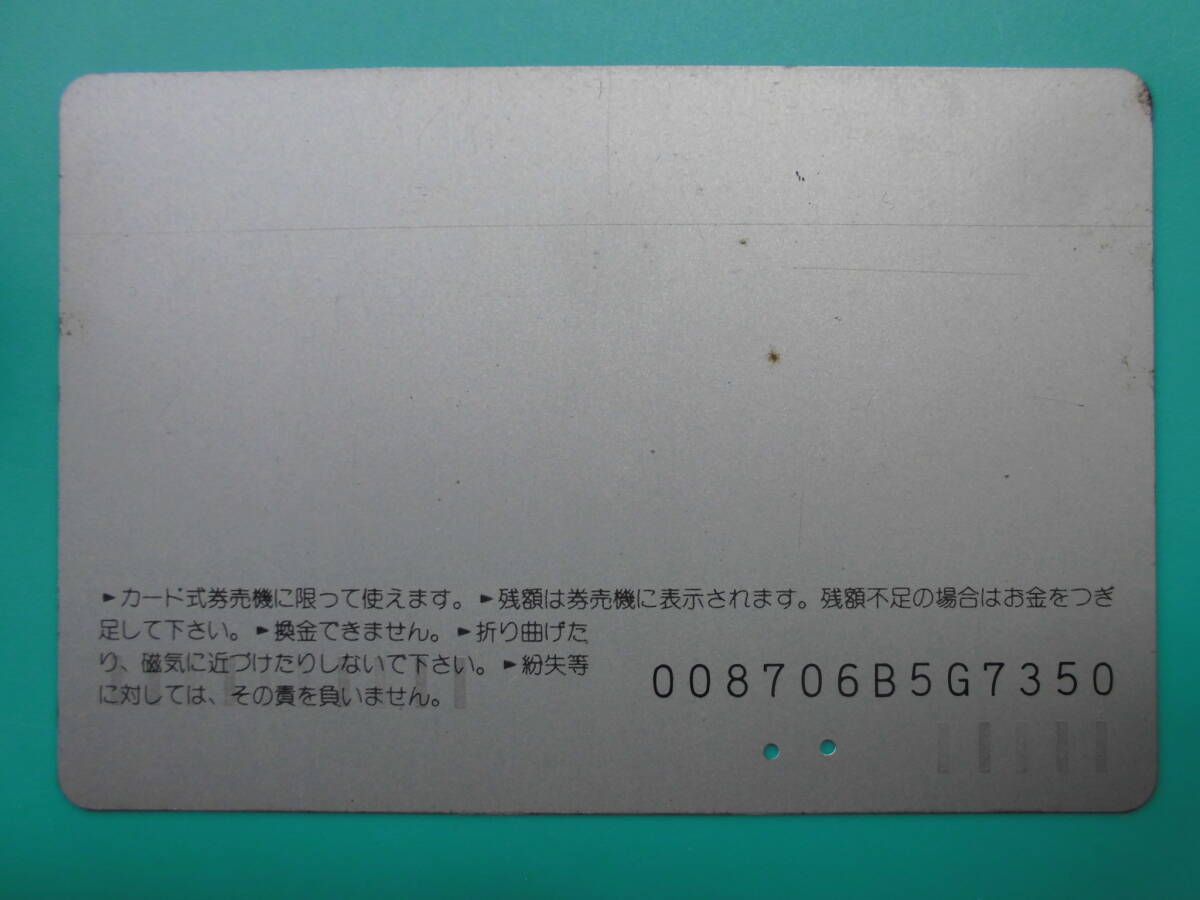 ►カード式券売機に限って使えます。►残額は券売機に表示されます。残額不足の場合はお金をつぎ
足して下さい。►換金できません。►折り曲げた
り、磁気に近づけたりしないで下さい。►紛失等
に対しては、その責を負いません。
008706B5G7350